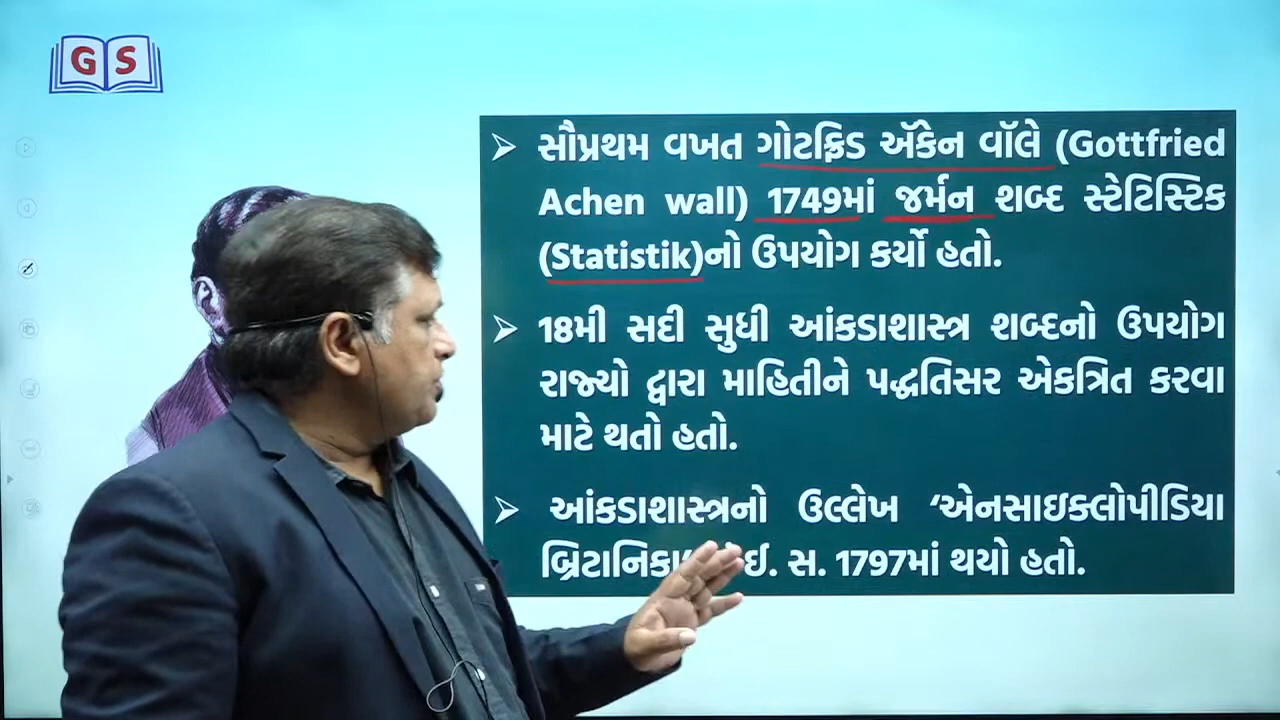 G S
➢ સૌપ્રથમ વખત ગોટફ્રિડ ઍકેન વૉલે (Gottfried
Achen wall) 1749માં જર્મન શબ્દ સ્ટેટિસ્ટિક
(Statistik)નો ઉપયોગ કર્યો હતો.
➢ 18મી સદી સુધી આંકડાશાસ્ત્ર શબ્દનો ઉપયોગ
રાજ્યો દ્વારા માહિતીને પદ્ધતિસર એકત્રિત કરવા
માટે થતો હતો.
➢ આંકડાશાસ્ત્રનો ઉલ્લેખ ‘એનસાઇક્લોપીડિયા
બ્રિટાનિકા ઈ. સ. 1797માં થયો હતો.